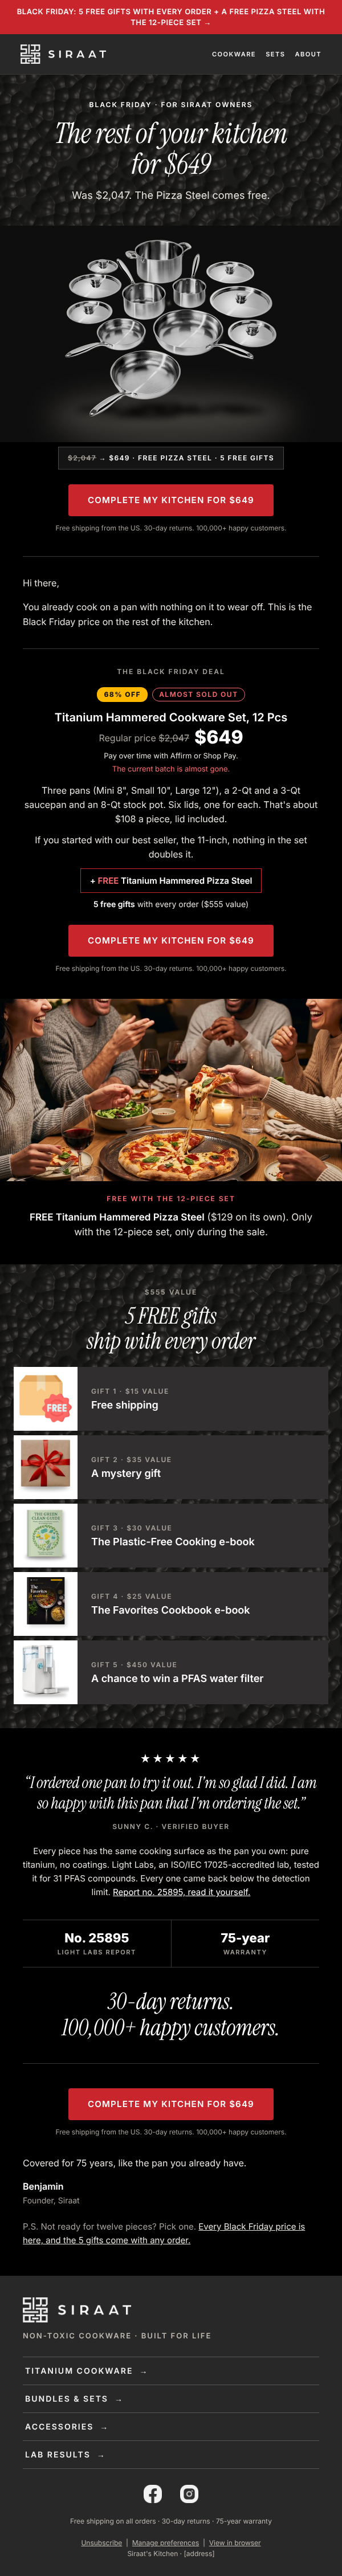 BLACK FRIDAY: 5 FREE GIFTS WITH EVERY ORDER + A FREE PIZZA STEEL WITH
THE 12-PIECE SET →
SIRAAT
COOKWARE SETS ABOUT
BLACK FRIDAY · FOR SIRAAT OWNERS
The rest of your kitchen
for $649
Was $2,047. The Pizza Steel comes free.
$2,047 → $649 · FREE PIZZA STEEL · 5 FREE GIFTS
COMPLETE MY KITCHEN FOR $649
Free shipping from the US. 30-day returns. 100,000+ happy customers.
Hi there,
You already cook on a pan with nothing on it to wear off. This is the
Black Friday price on the rest of the kitchen.
THE BLACK FRIDAY DEAL
68% OFF ALMOST SOLD OUT
Titanium Hammered Cookware Set, 12 Pcs
Regular price $2,047 $649
Pay over time with Affirm or Shop Pay.
The current batch is almost gone.
Three pans (Mini 8", Small 10", Large 12"), a 2-Qt and a 3-Qt
saucepan and an 8-Qt stock pot. Six lids, one for each. That's about
$108 a piece, lid included.
If you started with our best seller, the 11-inch, nothing in the set
doubles it.
+ FREE Titanium Hammered Pizza Steel
5 free gifts with every order ($555 value)
COMPLETE MY KITCHEN FOR $649
Free shipping from the US. 30-day returns. 100,000+ happy customers.
FREE WITH THE 12-PIECE SET
FREE Titanium Hammered Pizza Steel ($129 on its own). Only
with the 12-piece set, only during the sale.
$555 VALUE
5 FREE gifts
ship with every order
FREE
GIFT 1 · $15 VALUE
Free shipping
GIFT 2 · $35 VALUE
A mystery gift
GIFT 3 · $30 VALUE
The Plastic-Free Cooking e-book
The
Favorites
GIFT 4 · $25 VALUE
The Favorites Cookbook e-book
GIFT 5 · $450 VALUE
A chance to win a PFAS water filter
★★★★★
“I ordered one pan to try it out. I'm so glad I did. I am
so happy with this pan that I'm ordering the set.”
SUNNY C. · VERIFIED BUYER
Every piece has the same cooking surface as the pan you own: pure
titanium, no coatings. Light Labs, an ISO/IEC 17025-accredited lab, tested
it for 31 PFAS compounds. Every one came back below the detection
limit. Report no. 25895, read it yourself.
No. 25895
LIGHT LABS REPORT
75-year
WARRANTY
30-day returns.
100,000+ happy customers.
COMPLETE MY KITCHEN FOR $649
Free shipping from the US. 30-day returns. 100,000+ happy customers.
Covered for 75 years, like the pan you already have.
Benjamin
Founder, Siraat
P.S. Not ready for twelve pieces? Pick one. Every Black Friday price is
here, and the 5 gifts come with any order.
SIRAAT
NON-TOXIC COOKWARE · BUILT FOR LIFE
TITANIUM COOKWARE →
BUNDLES & SETS →
ACCESSORIES →
LAB RESULTS →
Free shipping on all orders · 30-day returns · 75-year warranty
Unsubscribe | Manage preferences | View in browser
Siraat's Kitchen · [address]